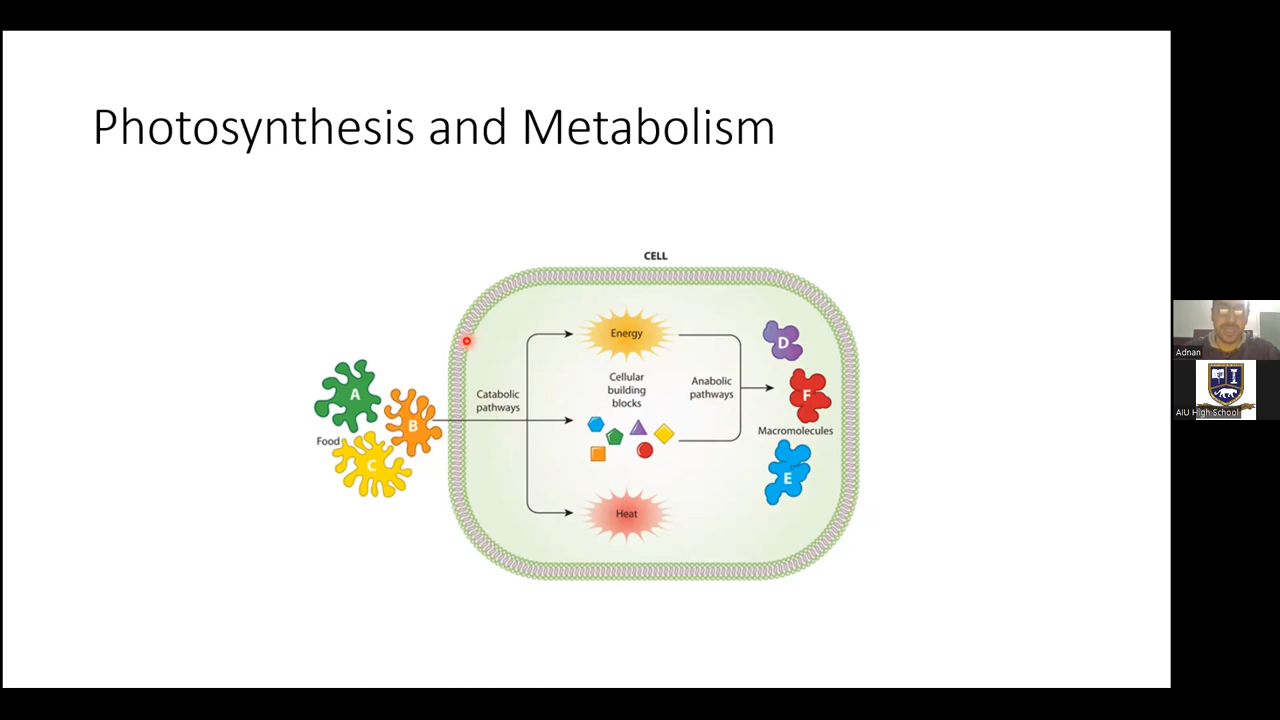 Photosynthesis and Metabolism
CELL
Energy
Cellular
building
blocks
Catabolic
pathways
Anabolic
pathways
Heat
Food
A
B
C
D
F
Macromolecules
E
Adnan
AIU High School